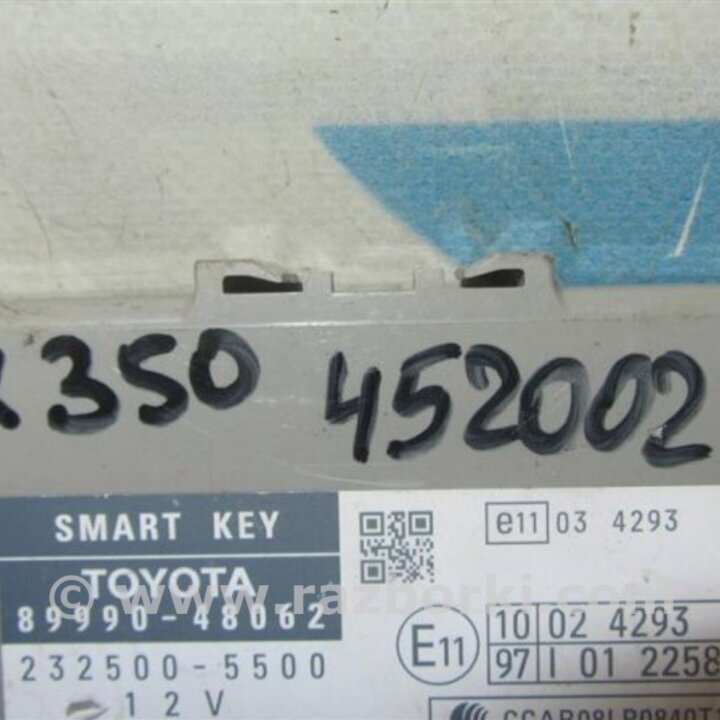 350 452002
SMART KEY
e11 03 4293
TOYOTA
© www.razborki.com
89990-48062
E11
10 02 4293
232500-5500
97 I 01 2258
12V